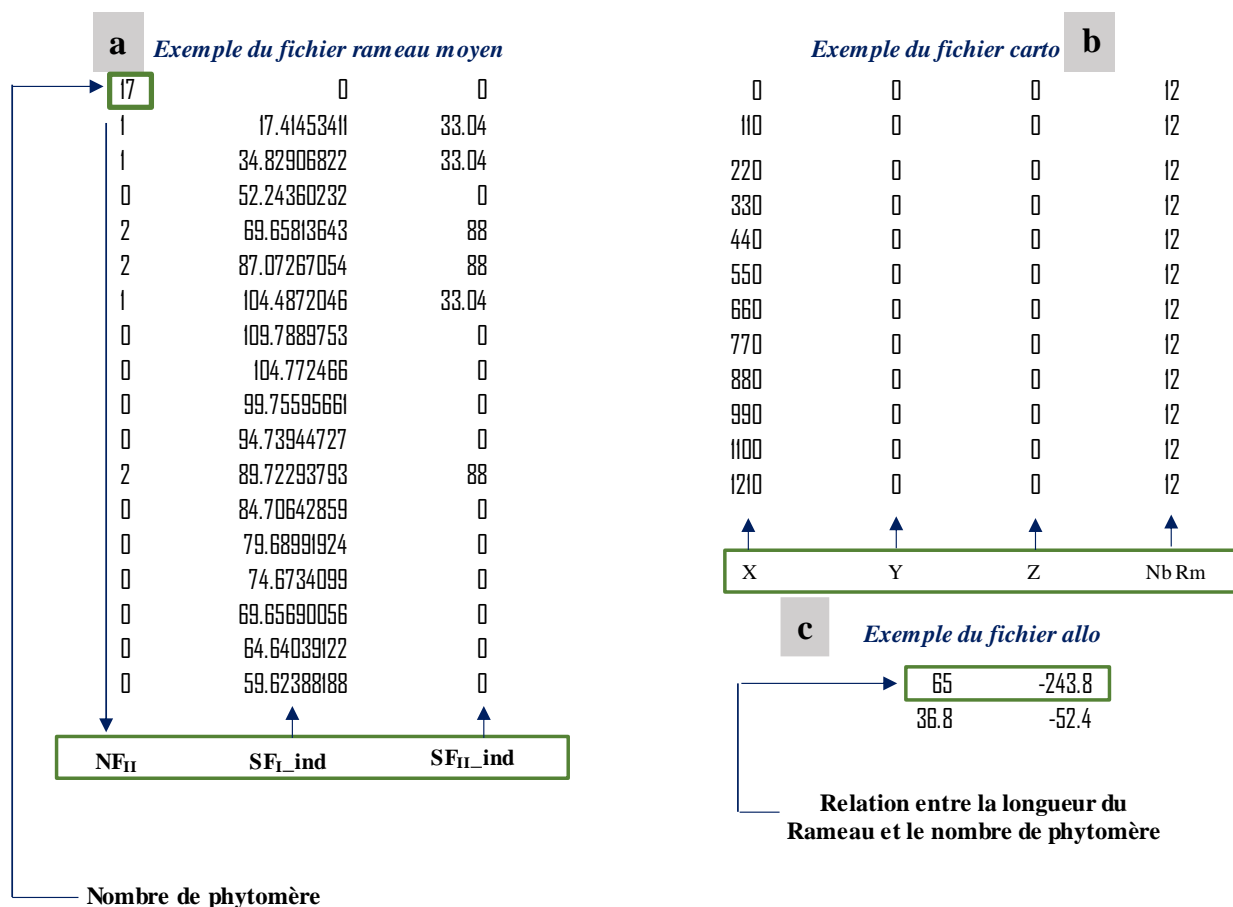 a
Exemple du fichier rameau moyen
17 0 0
1 17.41453411 33.04
1 34.82906822 33.04
0 52.24360232 0
2 69.65813643 88
2 87.07267054 88
1 104.4872046 33.04
0 109.7889753 0
0 104.772466 0
0 99.75595661 0
0 94.73944727 0
2 89.72293793 88
0 84.70642859 0
0 79.68991924 0
0 74.6734099 0
0 69.65690056 0
0 64.64039122 0
0 59.62388188 0
NFII SFI_ind SFII_ind
Nombre de phytomère
Exemple du fichier carto
b
0 0 0 12
110 0 0 12
220 0 0 12
330 0 0 12
440 0 0 12
550 0 0 12
660 0 0 12
770 0 0 12
880 0 0 12
990 0 0 12
1100 0 0 12
1210 0 0 12
X Y Z Nb Rm
c
Exemple du fichier allo
65 -243.8
36.8 -52.4
Relation entre la longueur du
Rameau et le nombre de phytomère